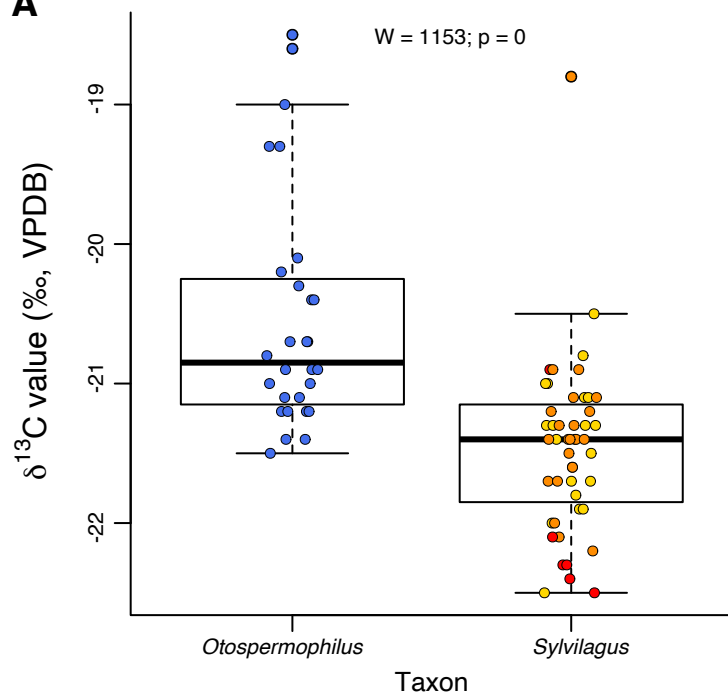 A
W = 1153; p = 0
δ¹³C value (‰, VPDB)
-19
-20
-21
-22
Otospermophilus Sylvilagus
Taxon